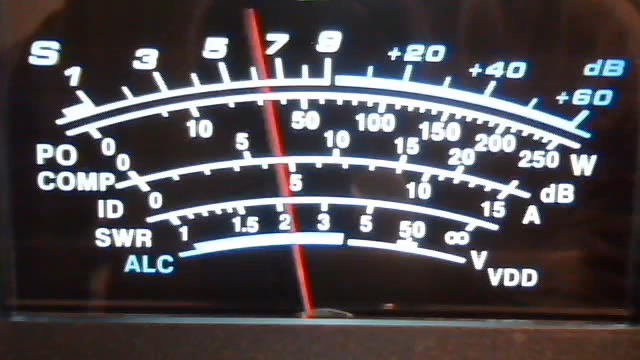 S 1 3 5 7 9 +20 +40 +60 dB
PO 0 10 50 100 150 200 250 W
COMP 0 5 10 15 20 dB
ID 0 5 10 15 A
SWR 1 1.5 2 3 5 50 ∞
ALC V VDD